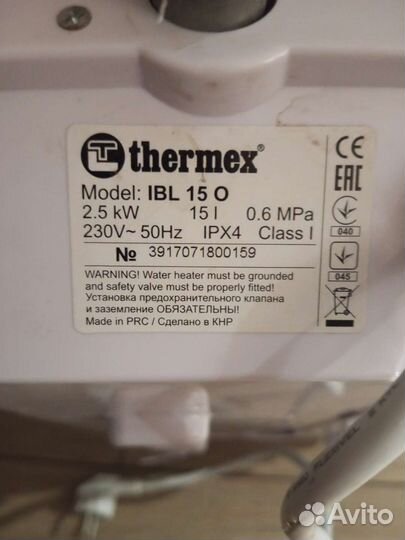 thermex®
Model: IBL 15 O
2.5 kW 15 l 0.6 MPa
230V~ 50Hz IPX4 Class I
№ 3917071800159
WARNING! Water heater must be grounded
and safety valve must be properly fitted!
Установка предохранительного клапана
и заземление ОБЯЗАТЕЛЬНЫ!
Made in PRC / Сделано в КНР
CE
EAC
040
045
Avito